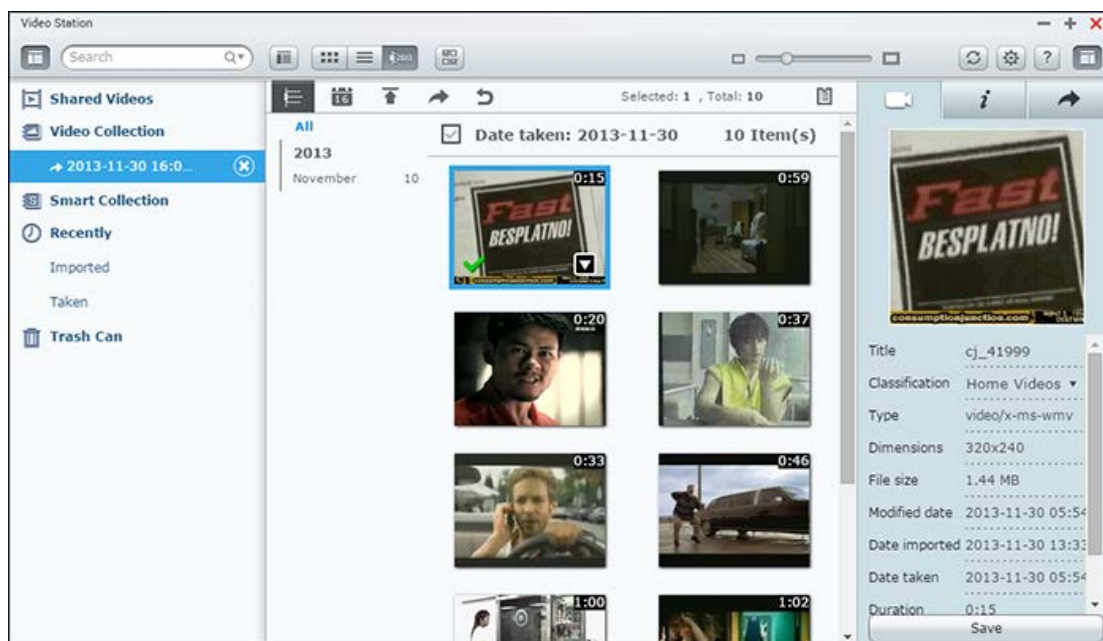 Video Station
Search
Shared Videos
Video Collection
2013-11-30 16:0...
Smart Collection
Recently
Imported
Taken
Trash Can
16
Selected: 1 , Total: 10
All
2013
November 10
Date taken: 2013-11-30 10 Item(s)
0:15
Fast
BESPLATNO!
0:59
0:20
0:37
0:33
0:46
1:00
1:02
?
i
Fast
BESPLATNO!
consumptionjunction.com
Title cj_41999
Classification Home Videos
Type video/x-ms-wmv
Dimensions 320x240
File size 1.44 MB
Modified date 2013-11-30 05:54
Date imported 2013-11-30 13:33
Date taken 2013-11-30 05:54
Duration 0:15
Save